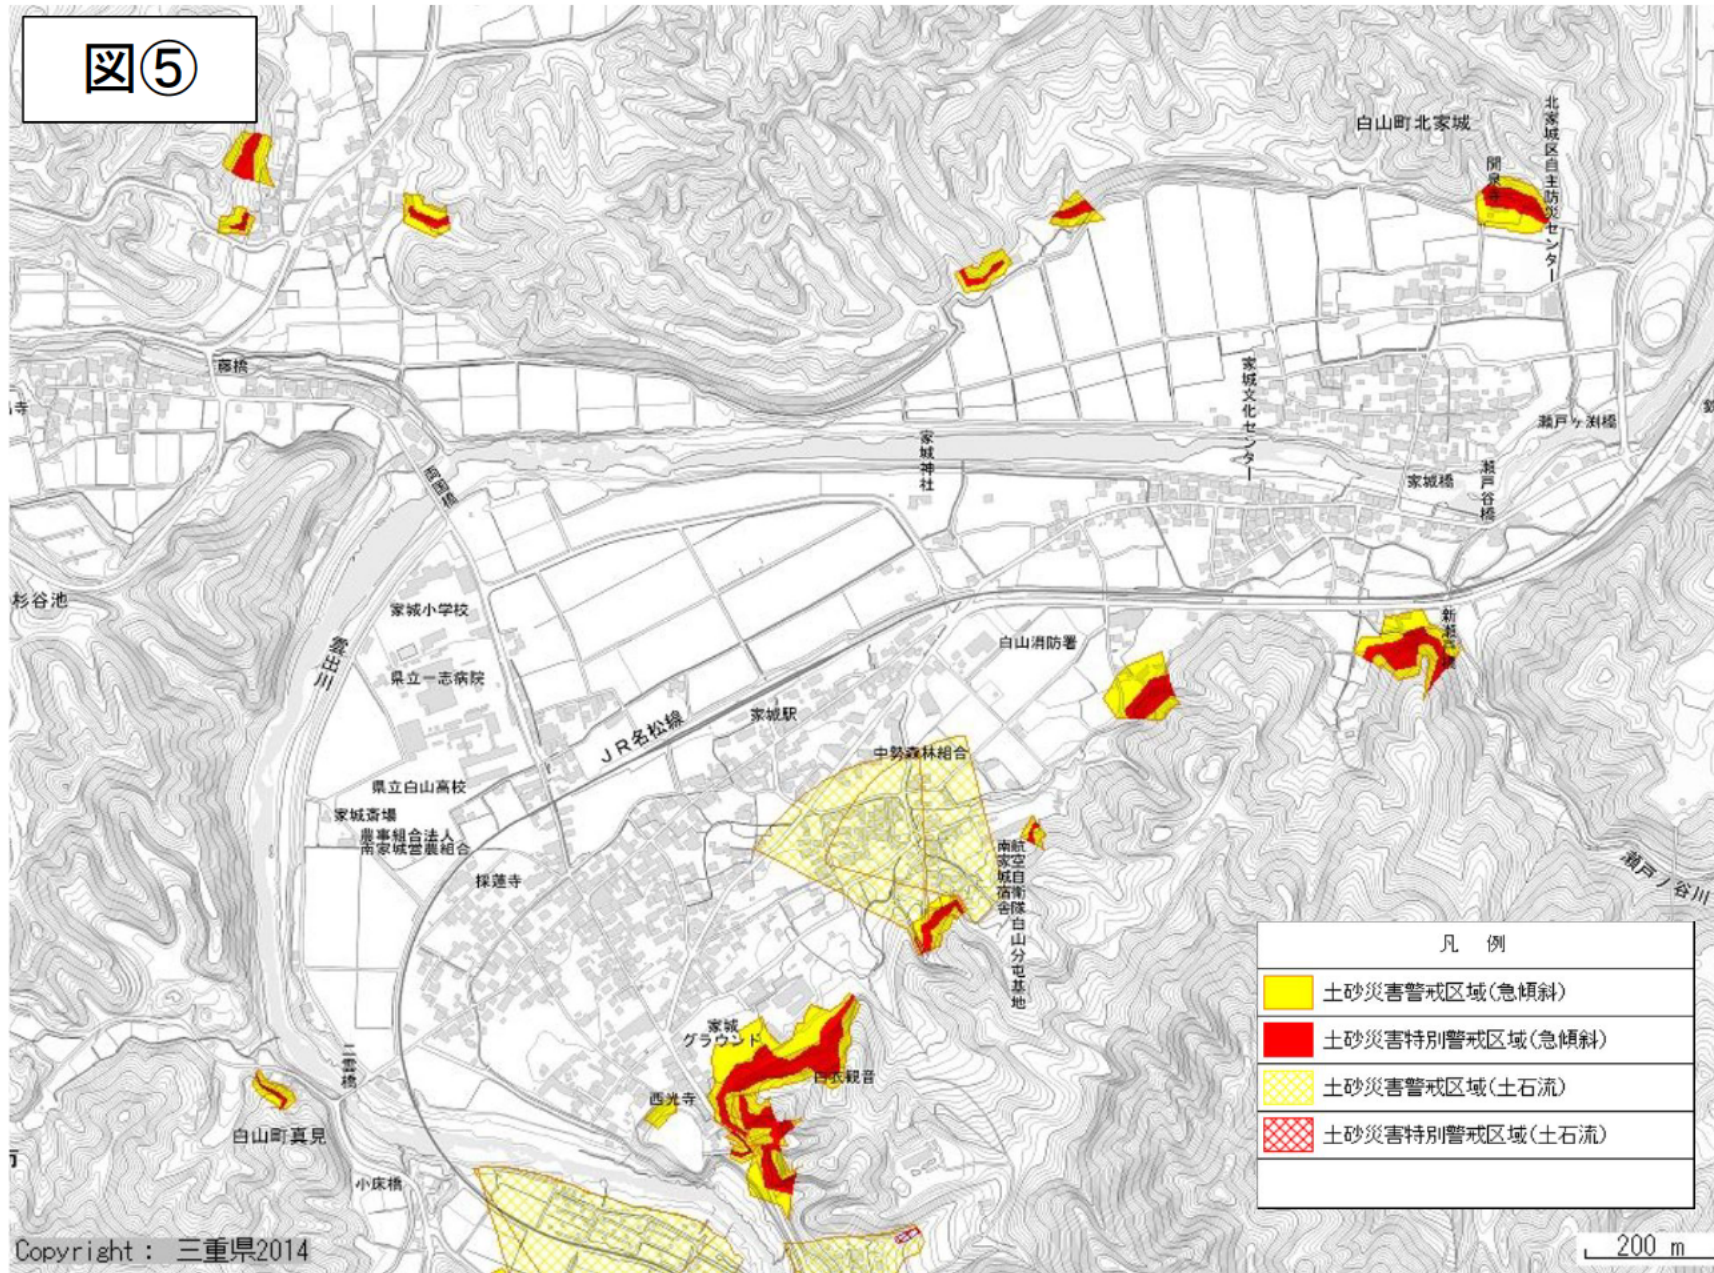 図⑤
白山町北家城
北家城区自主防災センター
藤橋
家城神社
家城文化センター
瀬戸ヶ渕橋
家城橋
瀬戸谷橋
杉谷池
雲出川
家城小学校
県立一志病院
白山消防署
家城駅
JR名松線
中勢森林組合
県立白山高校
家城斎場
農事組合法人
南家城営農組合
採蓮寺
航空自衛隊白山分屯基地
南家城宿舎
瀬戸ノ谷川
家城
グラウンド
白衣観音
西光寺
二雲橋
白山町真見
小床橋
凡 例
土砂災害警戒区域(急傾斜)
土砂災害特別警戒区域(急傾斜)
土砂災害警戒区域(土石流)
土砂災害特別警戒区域(土石流)
Copyright : 三重県2014
200 m